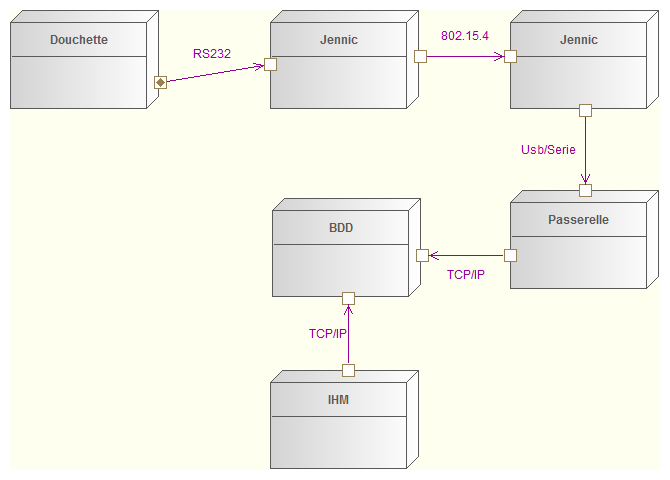 Douchette
RS232
Jennic
802.15.4
Jennic
Usb/Serie
Passerelle
BDD
TCP/IP
TCP/IP
IHM